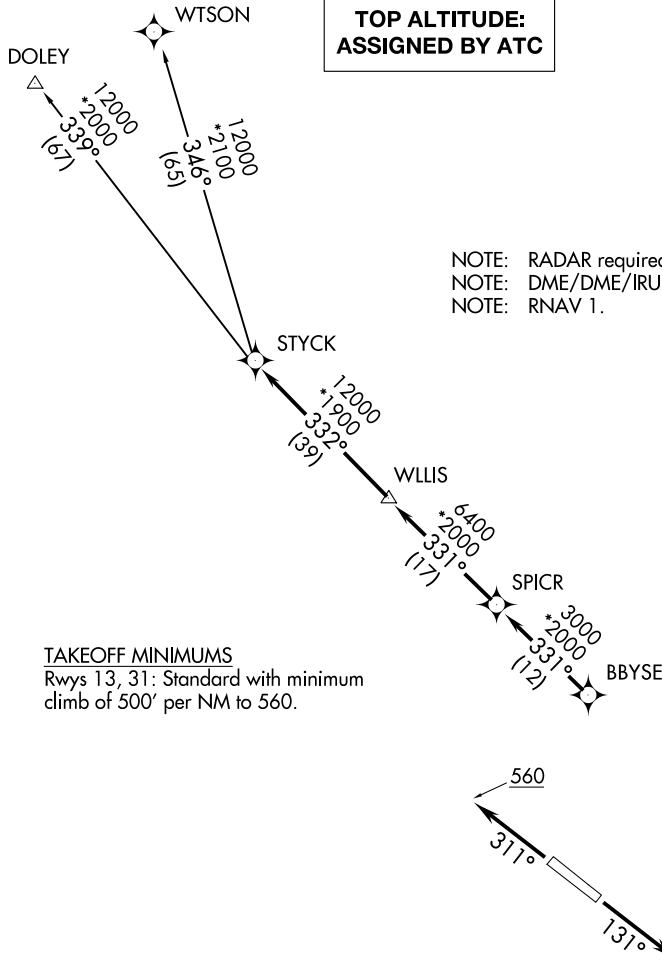 WTSON
TOP ALTITUDE:
ASSIGNED BY ATC
DOLEY
12000
*2000
339°
(67)
12000
*2100
346°
(65)
NOTE: RADAR required
NOTE: DME/DME/IRU
NOTE: RNAV 1.
STYCK
12000
*1900
332°
(39)
WLLIS
6400
*2000
331°
(17)
SPICR
3000
*2000
331°
(12)
BBYSE
TAKEOFF MINIMUMS
Rwys 13, 31: Standard with minimum
climb of 500' per NM to 560.
560
311°
131°